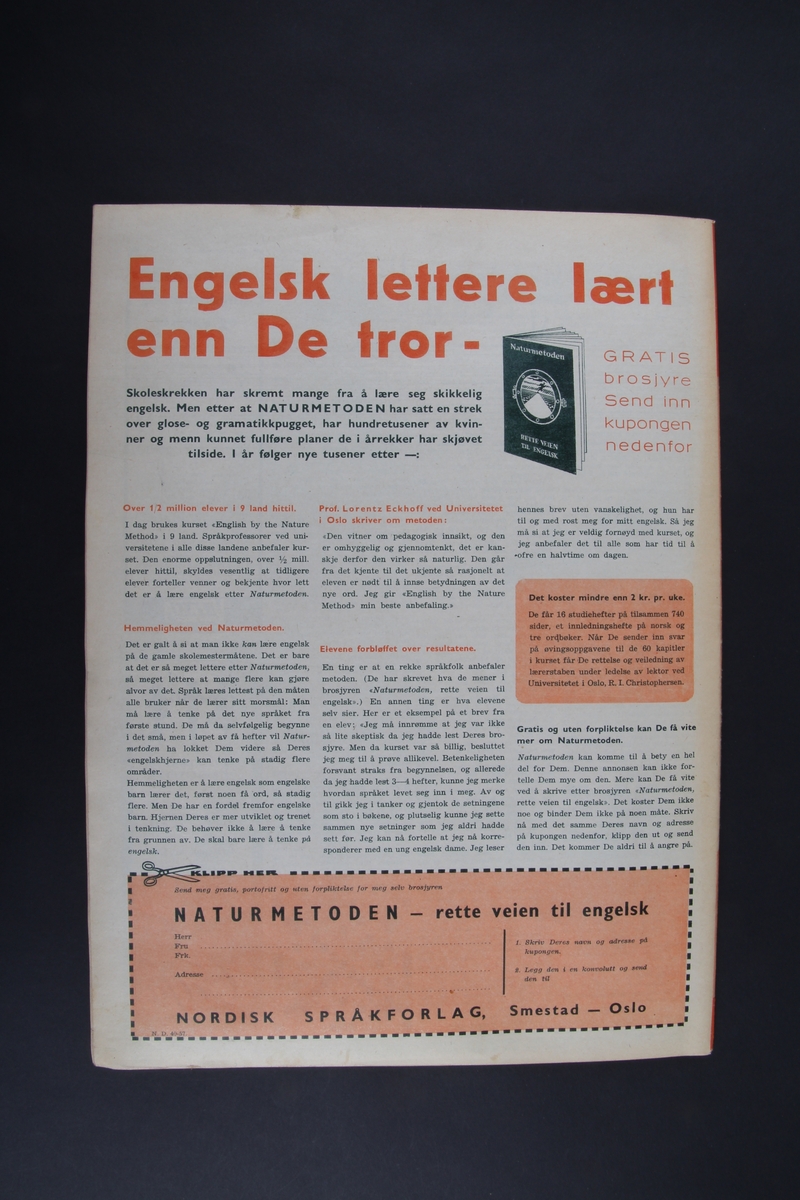 Engelsk lettere lært
enn De tror-
Naturmetoden
RETTE VEIEN
TIL ENGELSK
GRATIS
brosjyre
Send inn
kupongen
nedenfor
Skoleskrekken har skremt mange fra å lære seg skikkelig
engelsk. Men etter at NATURMETODEN har satt en strek
over glose- og gramatikkpugget, har hundretusener av kvin-
ner og menn kunnet fullføre planer de i årrekker har skjøvet
tilside. I år følger nye tusener etter —:
Over 1/2 million elever i 9 land hittil.
I dag brukes kurset «English by the Nature
Method» i 9 land. Språkprofessorer ved uni-
versitetene i alle disse landene anbefaler kur-
set. Den enorme oppslutningen, over ½ mill.
elever hittil, skyldes vesentlig at tidligere
elever forteller venner og bekjente hvor lett
det er å lære engelsk etter Naturmetoden.
Hemmeligheten ved Naturmetoden.
Det er galt å si at man ikke kan lære engelsk
på de gamle skolemestermåtene. Det er bare
at det er så meget lettere etter Naturmetoden,
så meget lettere at mange flere kan gjøre
alvor av det. Språk læres lettest på den måten
alle bruker når de lærer sitt morsmål: Man
må lære å tenke på det nye språket fra
første stund. De må da selvfølgelig begynne
i det små, men i løpet av få hefter vil Natur-
metoden ha lokket Dem videre så Deres
«engelskhjerne» kan tenke på stadig flere
områder.
Hemmeligheten er å lære engelsk som engelske
barn lærer det, først noen få ord, så stadig
flere. Men De har en fordel fremfor engelske
barn. Hjernen Deres er mer utviklet og trenet
i tenkning. De behøver ikke å lære å tenke
fra grunnen av. De skal bare lære å tenke på
engelsk.
Prof. Lorentz Eckhoff ved Universitetet
i Oslo skriver om metoden:
«Den vitner om pedagogisk innsikt, og den
er omhyggelig og gjennomtenkt, det er kan-
skje derfor den virker så naturlig. Den går
fra det kjente til det ukjente så rasjonelt at
eleven er nødt til å innse betydningen av det
nye ord. Jeg gir «English by the Nature
Method» min beste anbefaling.»
Elevene forbløffet over resultatene.
En ting er at en rekke språkfolk anbefaler
metoden. (De har skrevet hva de mener i
brosjyren «Naturmetoden, rette veien til
engelsk».) En annen ting er hva elevene
selv sier. Her er et eksempel på et brev fra
en elev; «Jeg må innrømme at jeg var ikke
så lite skeptisk da jeg hadde lest Deres bro-
sjyre. Men da kurset var så billig, besluttet
jeg meg til å prøve allikevel. Betenkeligheten
forsvant straks fra begynnelsen, og allerede
da jeg hadde lest 3—4 hefter, kunne jeg merke
hvordan språket levet seg inn i meg. Av og
til gikk jeg i tanker og gjentok de setningene
som sto i bøkene, og plutselig kunne jeg sette
sammen nye setninger som jeg aldri hadde
sett før. Jeg kan nå fortelle at jeg nå korre-
sponderer med en ung engelsk dame. Jeg leser
hennes brev uten vanskelighet, og hun har
til og med rost meg for mitt engelsk. Så jeg
må si at jeg er veldig fornøyd med kurset, og
jeg anbefaler det til alle som har tid til å
ofre en halvtime om dagen.
Det koster mindre enn 2 kr. pr. uke.
De får 16 studiehefter på tilsammen 740
sider, et innledningshefte på norsk og
tre ordbøker. Når De sender inn svar
på øvingsoppgavene til de 60 kapitler
i kurset får De rettelse og veiledning av
lærerstaben under ledelse av lektor ved
Universitetet i Oslo, R. I. Christophersen.
Gratis og uten forpliktelse kan De få vite
mer om Naturmetoden.
Naturmetoden kan komme til å bety en hel
del for Dem. Denne annonsen kan ikke for-
telle Dem mye om den. Mere kan De få vite
ved å skrive etter brosjyren «Naturmetoden,
rette veien til engelsk». Det koster Dem ikke
noe og binder Dem ikke på noen måte. Skriv
nå med det samme Deres navn og adresse
på kupongen nedenfor, klipp den ut og send
den inn. Det kommer De aldri til å angre på.
KLIPP HER
Send meg gratis, portofritt og uten forpliktelse for meg selv brosjyren
NATURMETODEN — rette veien til engelsk
Herr
Fru
Frk.
Adresse
1. Skriv Deres navn og adresse på
kupongen.
2. Legg den i en konvolutt og send
den til
NORDISK SPRÅKFORLAG, Smestad — Oslo